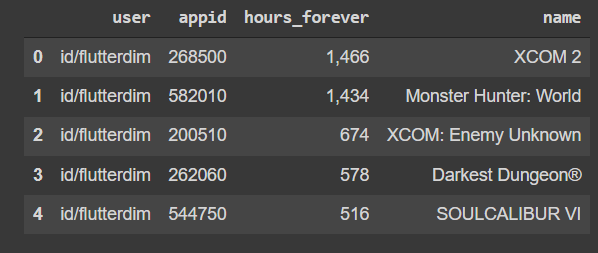 user appid hours_forever name
0 id/flutterdim 268500 1,466 XCOM 2
1 id/flutterdim 582010 1,434 Monster Hunter: World
2 id/flutterdim 200510 674 XCOM: Enemy Unknown
3 id/flutterdim 262060 578 Darkest Dungeon®
4 id/flutterdim 544750 516 SOULCALIBUR VI